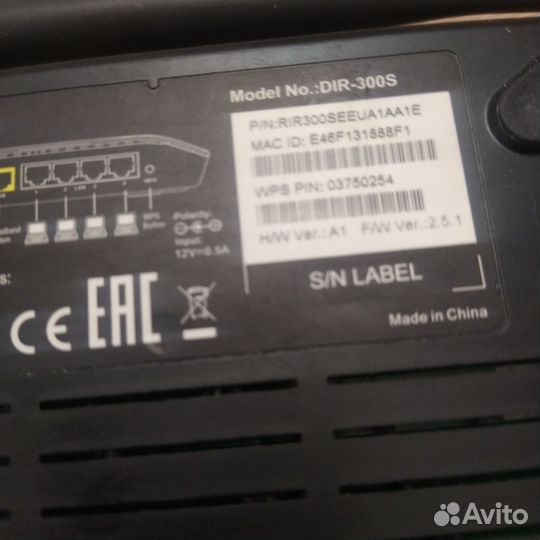 Model No.:DIR-300S
P/N:RIR300SEEUA1AA1E
MAC ID: E46F131888F1
WPS PIN: 03750254
H/W Ver.: A1 F/W Ver.: 2.5.1
S/N LABEL
LAN
WPS
Button
Polarity:
Input:
12V⎓0.5A
CE EAC
Made in China
Avito